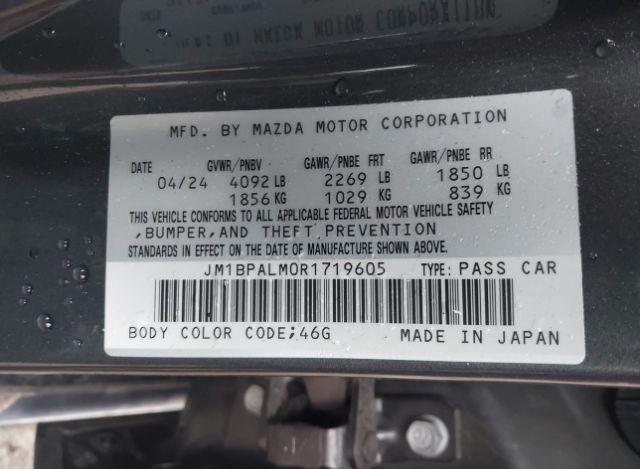 MFD. BY MAZDA MOTOR CORPORATION
DATE GVWR/PNBV GAWR/PNBE FRT GAWR/PNBE RR
04/24 4092 LB 2269 LB 1850 LB
1856 KG 1029 KG 839 KG
THIS VEHICLE CONFORMS TO ALL APPLICABLE FEDERAL MOTOR VEHICLE SAFETY
,BUMPER,AND THEFT PREVENTION
STANDARDS IN EFFECT ON THE DATE OF MANUFACTURE SHOWN ABOVE.
JM1BPALM0R1719605 TYPE: PASS CAR
BODY COLOR CODE;46G MADE IN JAPAN